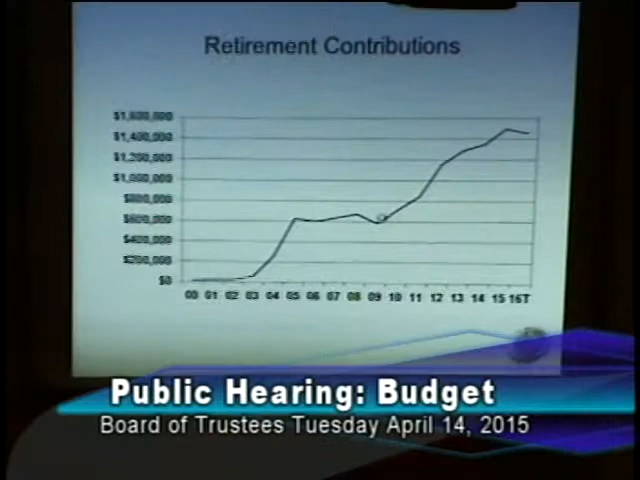 Retirement Contributions
$1,600,000
$1,400,000
$1,200,000
$1,000,000
$800,000
$600,000
$400,000
$200,000
$0
00 01 02 03 04 05 06 07 08 09 10 11 12 13 14 15 16T
Public Hearing: Budget
Board of Trustees Tuesday April 14, 2015